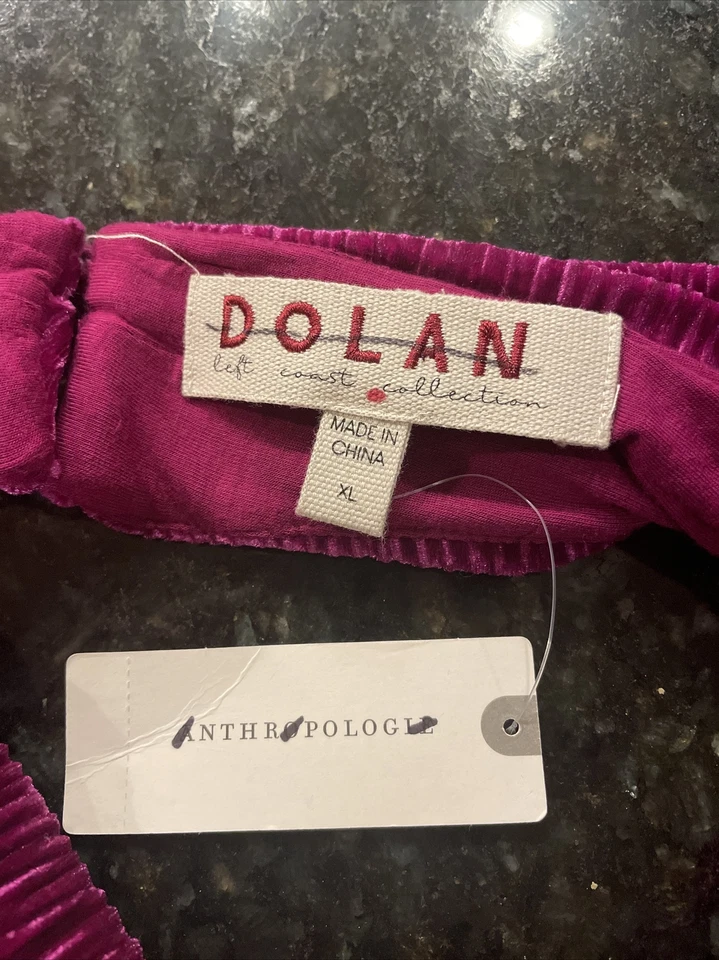 DOLAN
left coast collection
MADE IN
CHINA
XL
ANTHROPOLOGIE